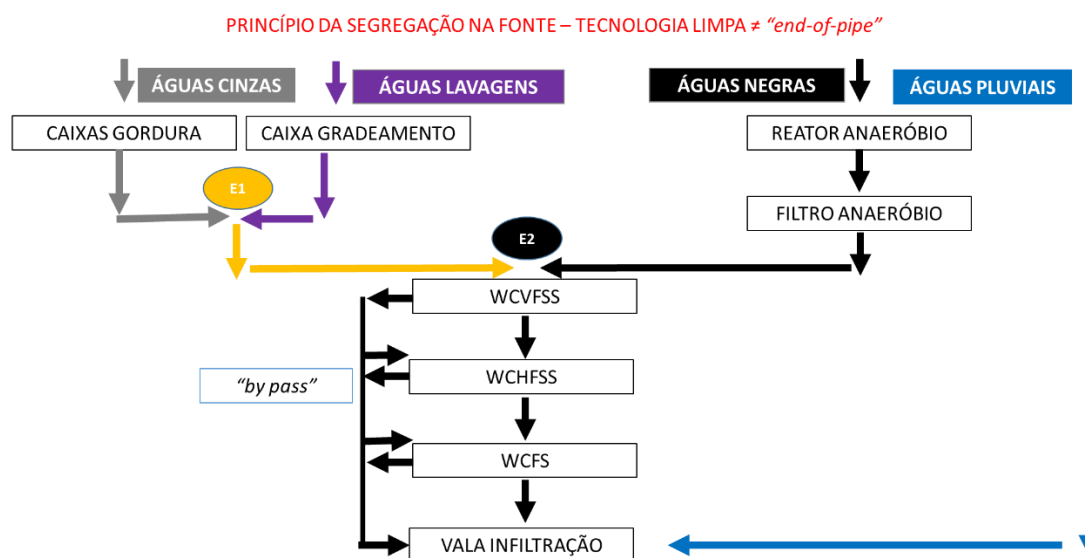 PRINCÍPIO DA SEGREGAÇÃO NA FONTE – TECNOLOGIA LIMPA ≠ “end-of-pipe”
ÁGUAS CINZAS
ÁGUAS LAVAGENS
ÁGUAS NEGRAS
ÁGUAS PLUVIAIS
CAIXAS GORDURA
CAIXA GRADEAMENTO
REATOR ANAERÓBIO
E1
FILTRO ANAERÓBIO
E2
WCVFSS
WCHFSS
“by pass”
WCFS
VALA INFILTRAÇÃO